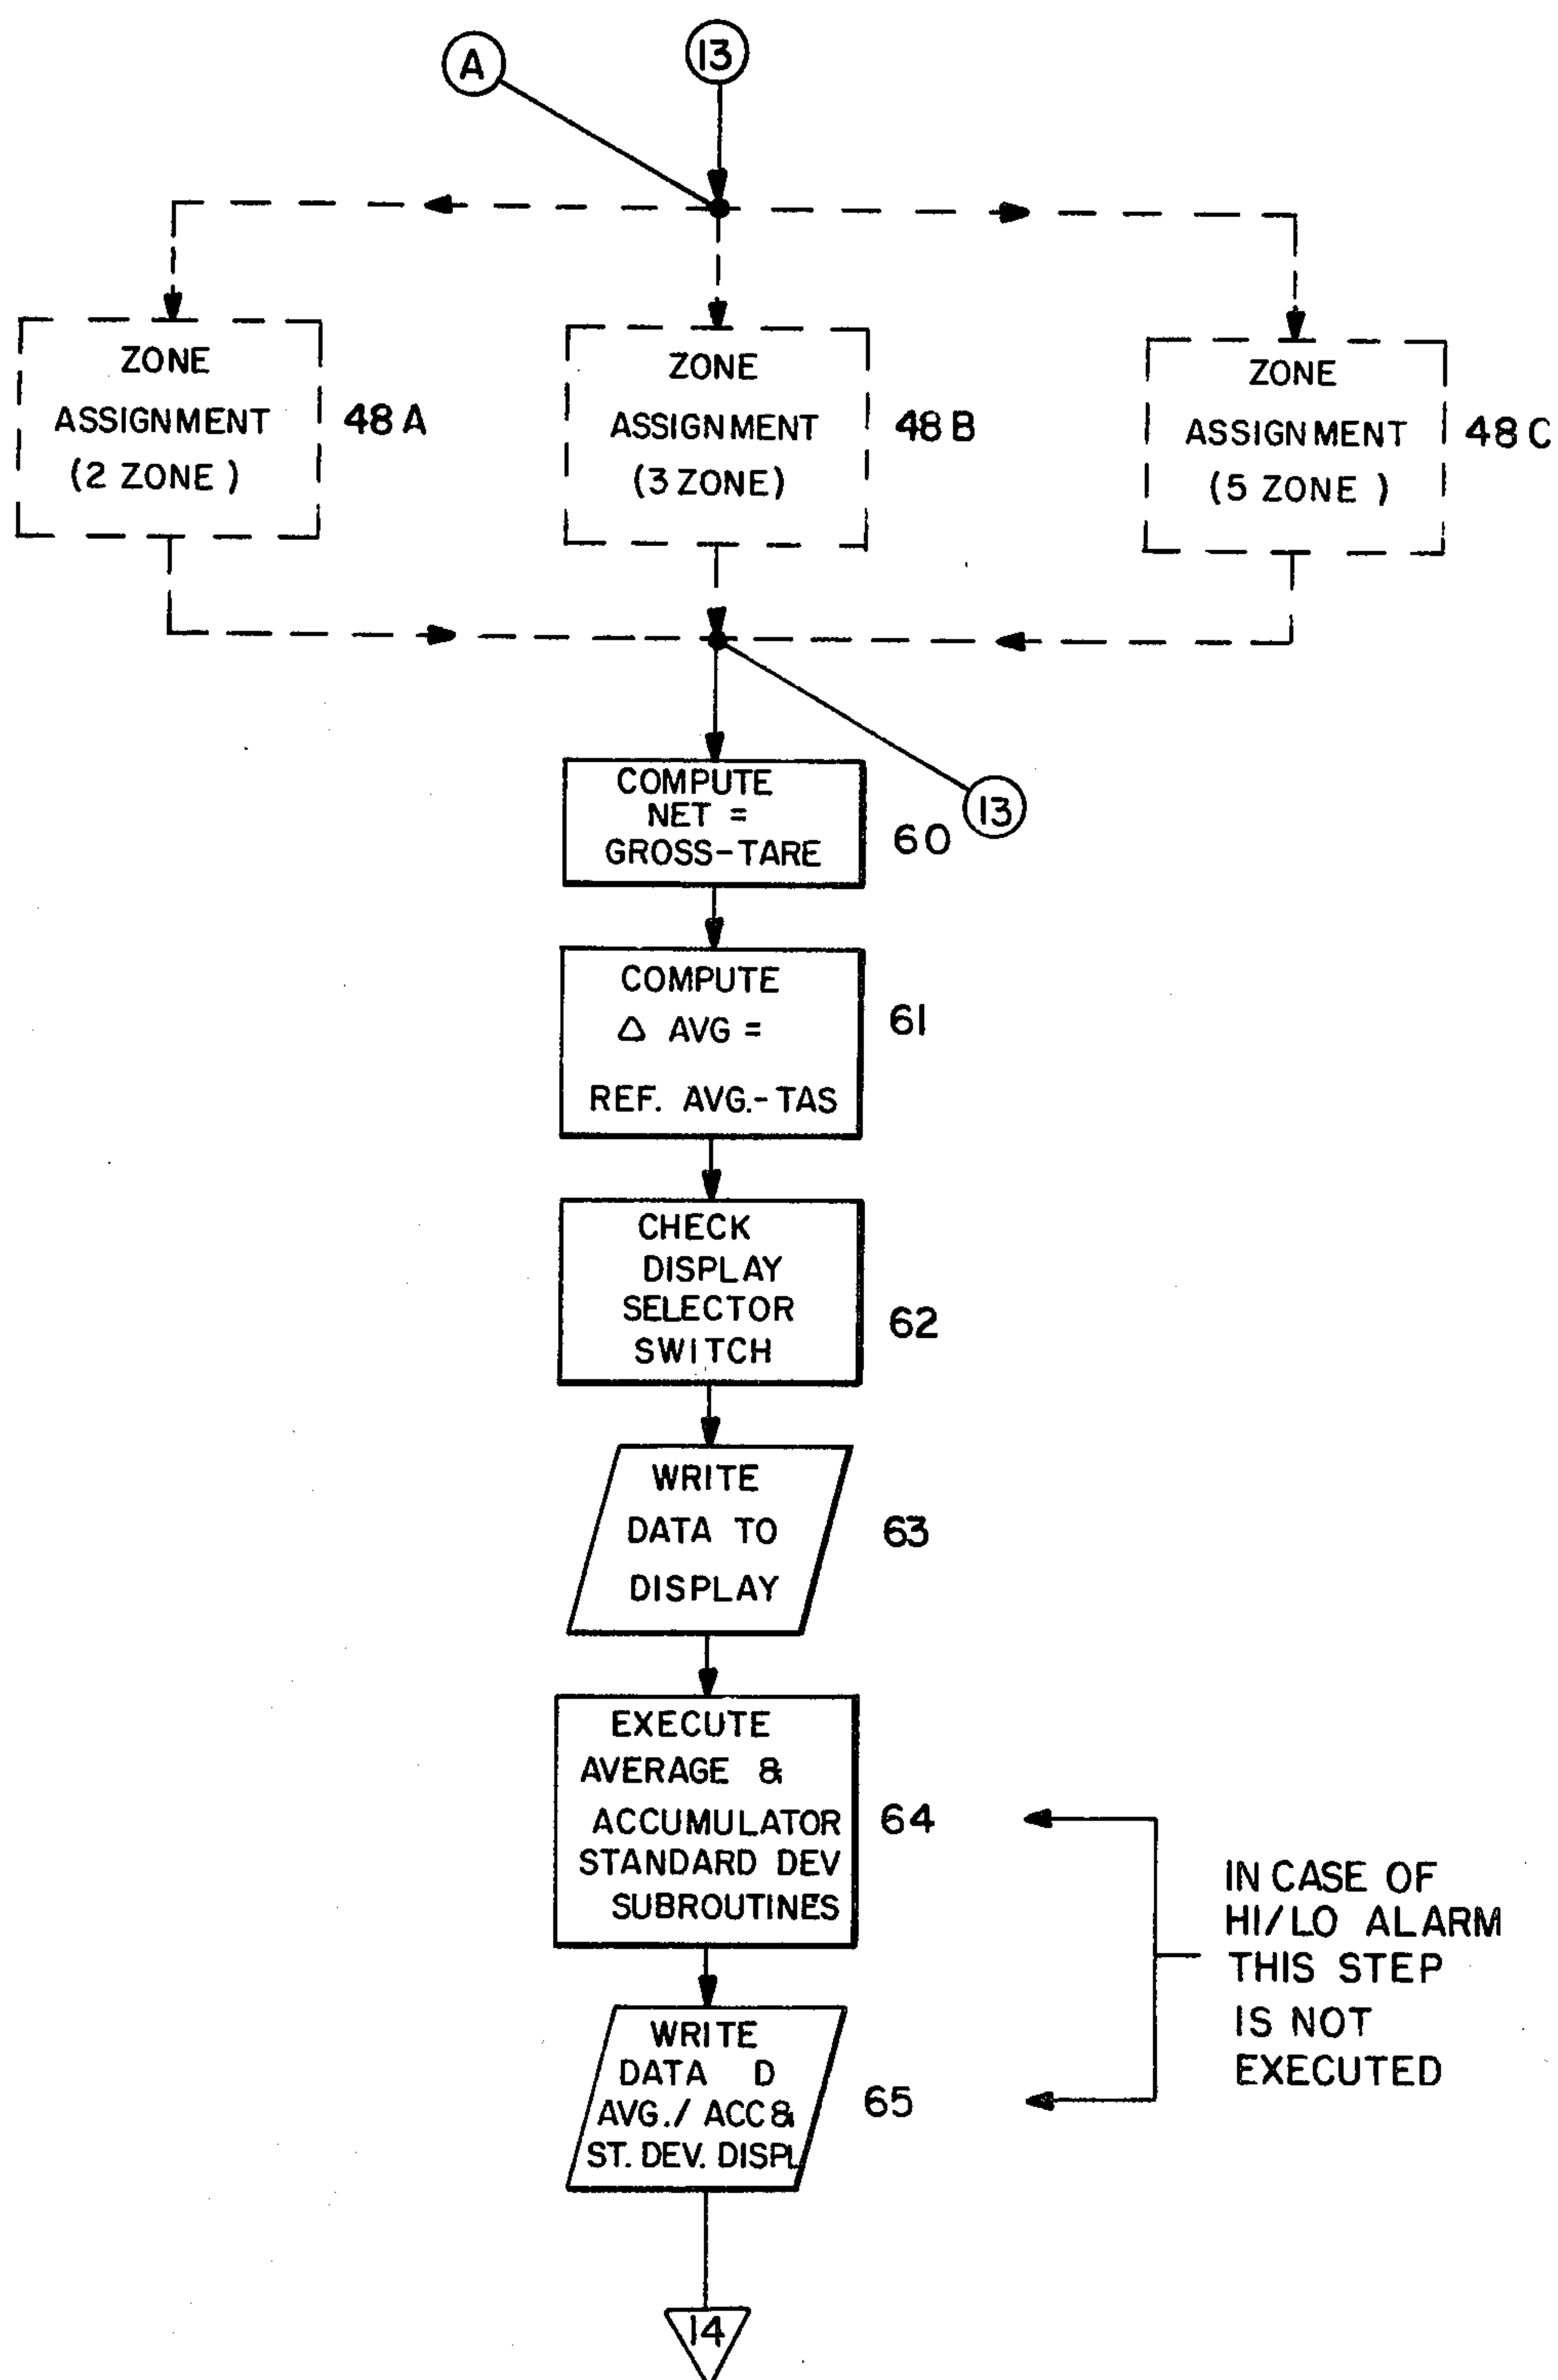 A
13
ZONE
ASSIGNMENT
(2 ZONE)
48A
ZONE
ASSIGNMENT
(3 ZONE)
48B
ZONE
ASSIGNMENT
(5 ZONE)
48C
COMPUTE
NET =
GROSS-TARE
60
13
COMPUTE
Δ AVG =
REF. AVG.-TAS
61
CHECK
DISPLAY
SELECTOR
SWITCH
62
WRITE
DATA TO
DISPLAY
63
EXECUTE
AVERAGE &
ACCUMULATOR
STANDARD DEV
SUBROUTINES
64
IN CASE OF
HI/LO ALARM
THIS STEP
IS NOT
EXECUTED
WRITE
DATA D
AVG./ ACC &
ST. DEV. DISPL
65
14